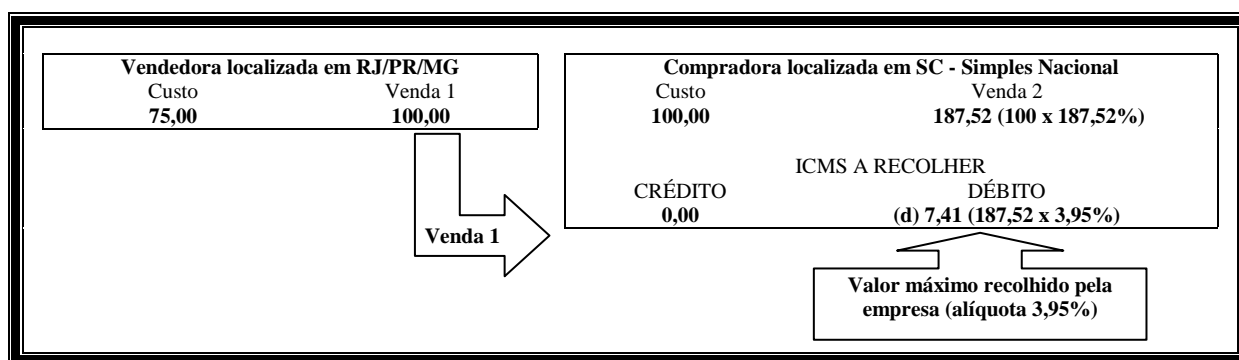 Vendedora localizada em RJ/PR/MG
Custo Venda 1
75,00 100,00
Venda 1
Compradora localizada em SC - Simples Nacional
Custo Venda 2
100,00 187,52 (100 x 187,52%)
ICMS A RECOLHER
CRÉDITO DÉBITO
0,00 (d) 7,41 (187,52 x 3,95%)
Valor máximo recolhido pela
empresa (alíquota 3,95%)